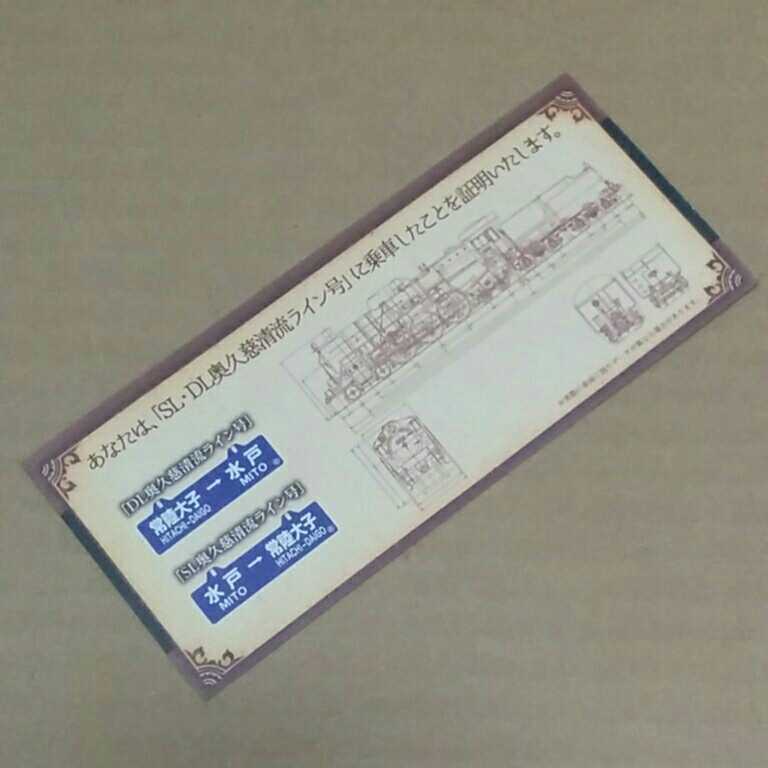 あなたは、「SL・DL奥久慈清流ライン号」に乗車したことを証明いたします。
「DL奥久慈清流ライン号」
常陸大子 → 水戸
HITACHI-DAIGO MITO
「SL奥久慈清流ライン号」
水戸 → 常陸大子
MITO HITACHI-DAIGO